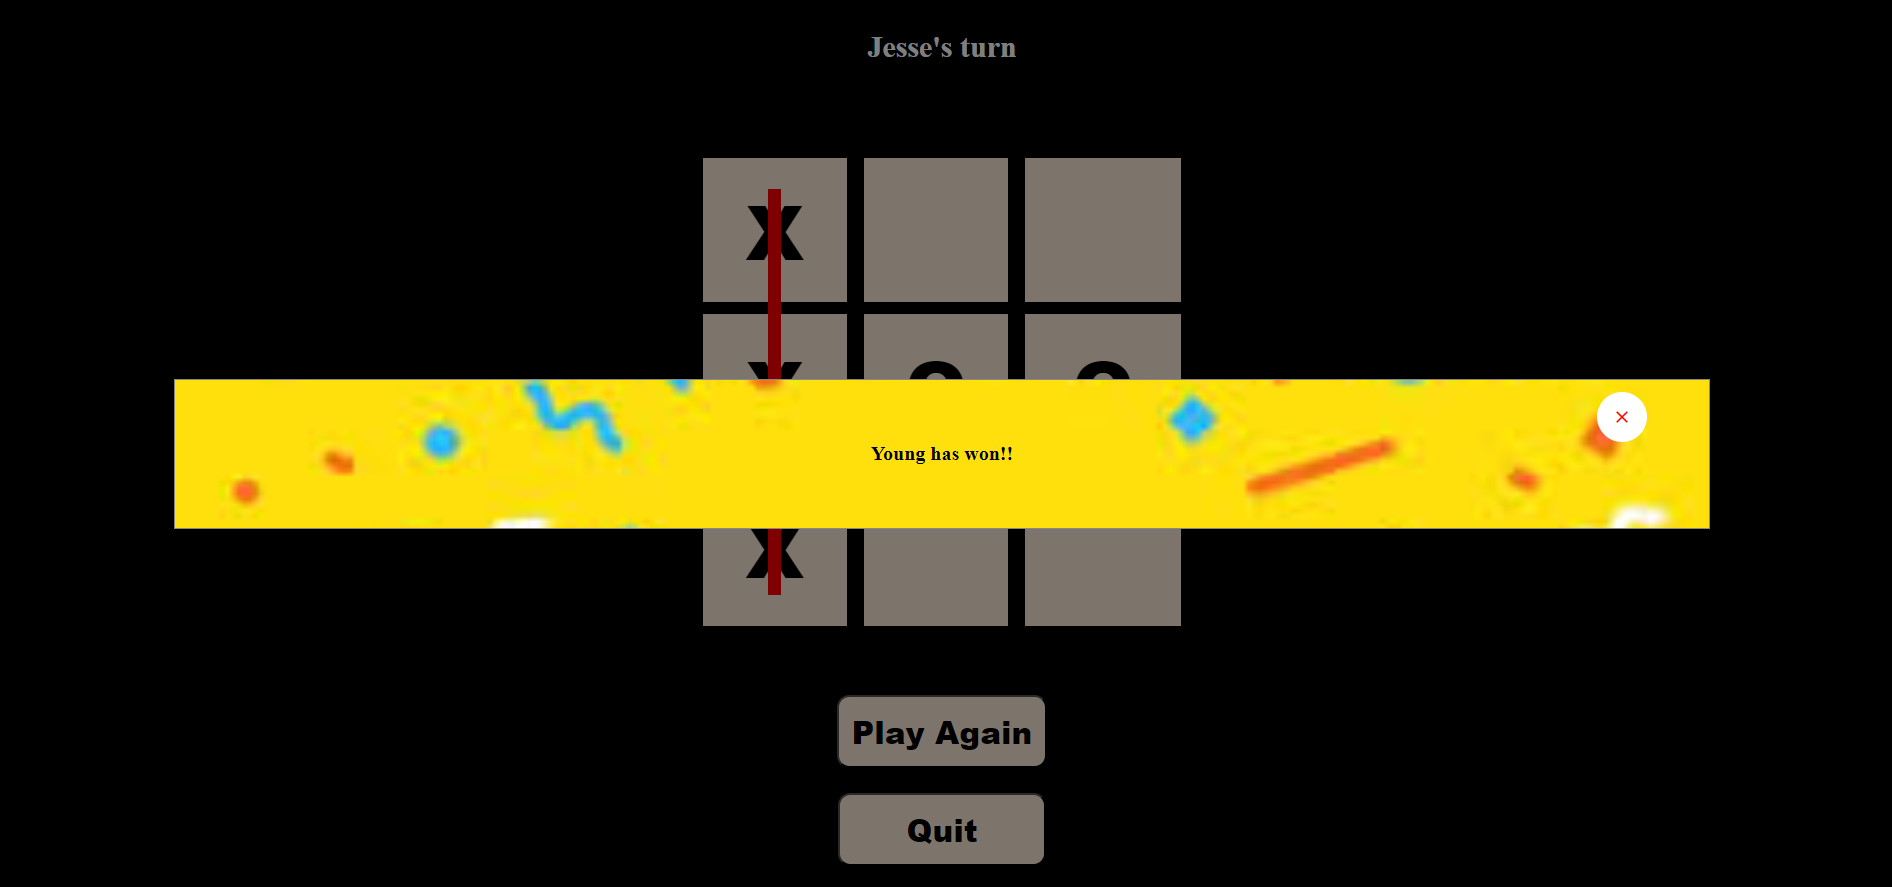 Jesse's turn
X
X
Young has won!!
×
X
Play Again
Quit